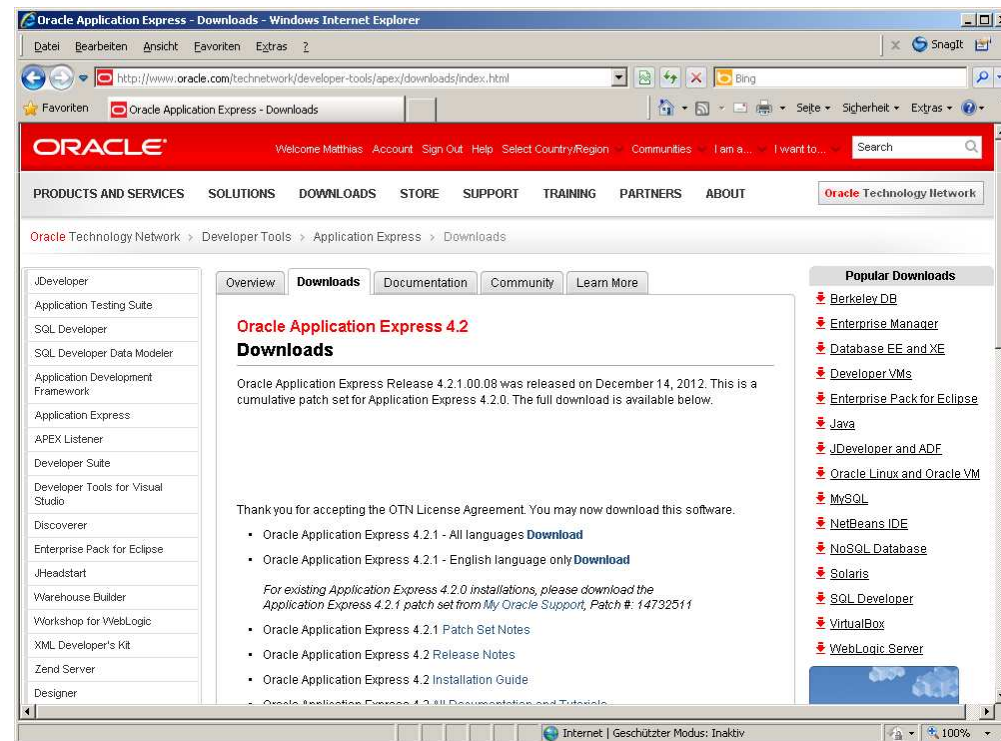 Oracle Application Express - Downloads - Windows Internet Explorer
Datei Bearbeiten Ansicht Favoriten Extras ?
SnagIt
http://www.oracle.com/technetwork/developer-tools/apex/downloads/index.html
Bing
Favoriten
Oracle Application Express - Downloads
Seite Sicherheit Extras
ORACLE
Welcome Matthias Account Sign Out Help Select Country/Region Communities I am a... I want to...
Search
PRODUCTS AND SERVICES SOLUTIONS DOWNLOADS STORE SUPPORT TRAINING PARTNERS ABOUT
Oracle Technology Network
Oracle Technology Network > Developer Tools > Application Express > Downloads
JDeveloper
Application Testing Suite
SQL Developer
SQL Developer Data Modeler
Application Development
Framework
Application Express
APEX Listener
Developer Suite
Developer Tools for Visual
Studio
Discoverer
Enterprise Pack for Eclipse
JHeadstart
Warehouse Builder
Workshop for WebLogic
XML Developer's Kit
Zend Server
Designer
Overview Downloads Documentation Community Learn More
Oracle Application Express 4.2
Downloads
Oracle Application Express Release 4.2.1.00.08 was released on December 14, 2012. This is a
cumulative patch set for Application Express 4.2.0. The full download is available below.
Thank you for accepting the OTN License Agreement. You may now download this software.
▪ Oracle Application Express 4.2.1 - All languages Download
▪ Oracle Application Express 4.2.1 - English language only Download
For existing Application Express 4.2.0 installations, please download the
Application Express 4.2.1 patch set from My Oracle Support, Patch #: 14732511
▪ Oracle Application Express 4.2.1 Patch Set Notes
▪ Oracle Application Express 4.2 Release Notes
▪ Oracle Application Express 4.2 Installation Guide
▪ Oracle Application Express 4.2 All Documentation and Tutorials
Popular Downloads
Berkeley DB
Enterprise Manager
Database EE and XE
Developer VMs
Enterprise Pack for Eclipse
Java
JDeveloper and ADF
Oracle Linux and Oracle VM
MySQL
NetBeans IDE
NoSQL Database
Solaris
SQL Developer
VirtualBox
WebLogic Server
Internet | Geschützter Modus: Inaktiv
100%